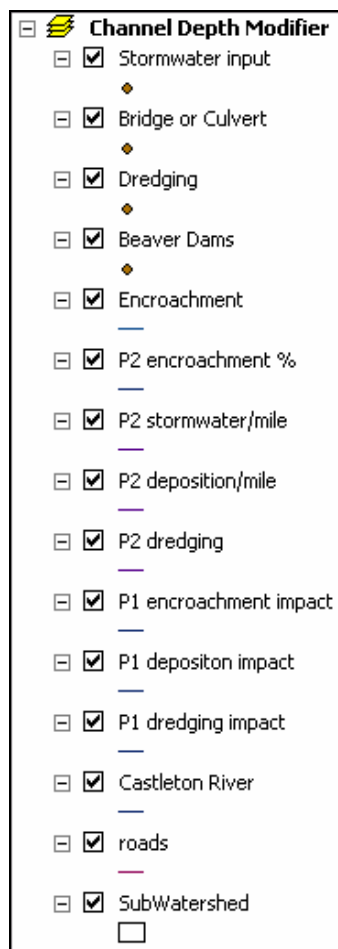 Channel Depth Modifier
Stormwater input
Bridge or Culvert
Dredging
Beaver Dams
Encroachment
P2 encroachment %
P2 stormwater/mile
P2 deposition/mile
P2 dredging
P1 encroachment impact
P1 depositon impact
P1 dredging impact
Castleton River
roads
SubWatershed